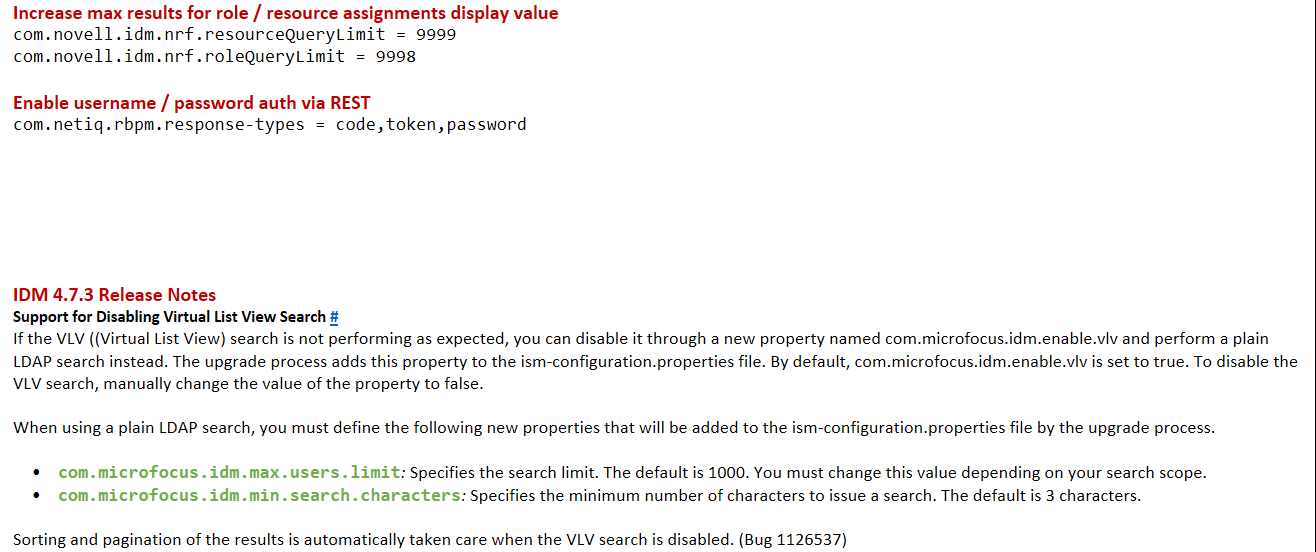 Increase max results for role / resource assignments display value
com.novell.idm.nrf.resourceQueryLimit = 9999
com.novell.idm.nrf.roleQueryLimit = 9998
Enable username / password auth via REST
com.netiq.rbpm.response-types = code,token,password
IDM 4.7.3 Release Notes
Support for Disabling Virtual List View Search #
If the VLV ((Virtual List View) search is not performing as expected, you can disable it through a new property named com.microfocus.idm.enable.vlv and perform a plain
LDAP search instead. The upgrade process adds this property to the ism-configuration.properties file. By default, com.microfocus.idm.enable.vlv is set to true. To disable the
VLV search, manually change the value of the property to false.
When using a plain LDAP search, you must define the following new properties that will be added to the ism-configuration.properties file by the upgrade process.
• com.microfocus.idm.max.users.limit: Specifies the search limit. The default is 1000. You must change this value depending on your search scope.
• com.microfocus.idm.min.search.characters: Specifies the minimum number of characters to issue a search. The default is 3 characters.
Sorting and pagination of the results is automatically taken care when the VLV search is disabled. (Bug 1126537)